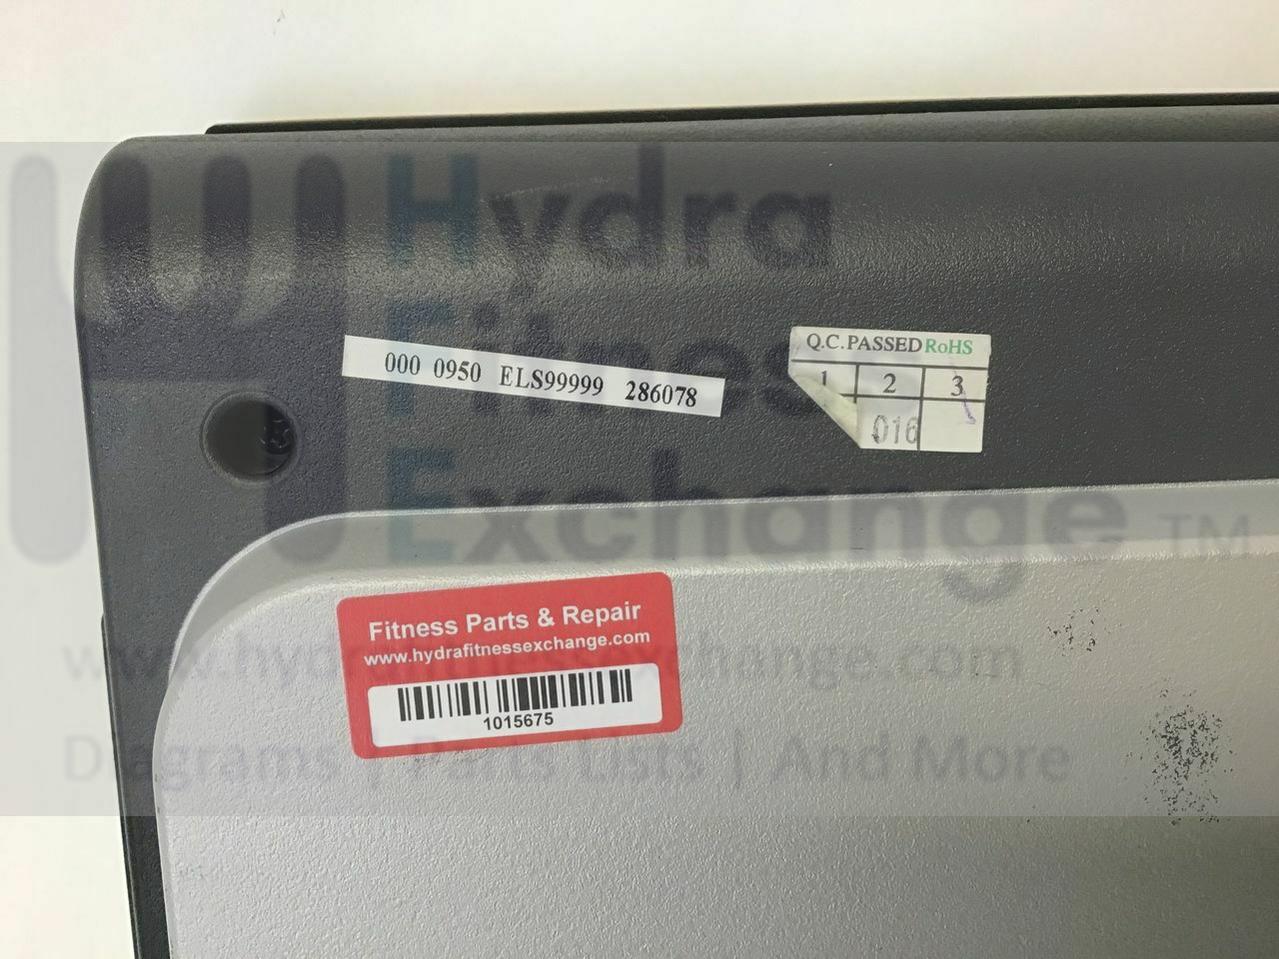 Hydra
Fitness
Exchange TM
000 0950 ELS99999 286078
Q.C.PASSED RoHS
1 2 3
016
Fitness Parts & Repair
www.hydrafitnessexchange.com
1015675
www.hydrafitnessexchange.com
Diagrams | Parts Lists | And More